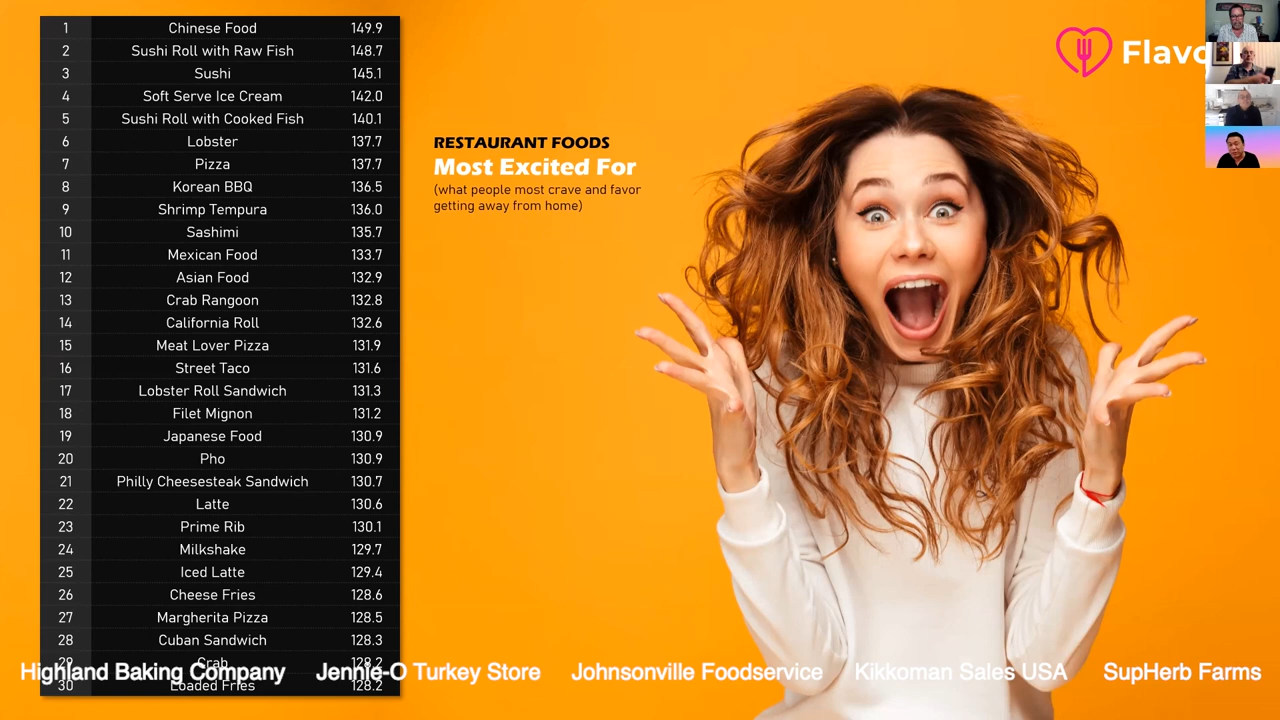 1 Chinese Food 149.9
2 Sushi Roll with Raw Fish 148.7
3 Sushi 145.1
4 Soft Serve Ice Cream 142.0
5 Sushi Roll with Cooked Fish 140.1
6 Lobster 137.7
7 Pizza 137.7
8 Korean BBQ 136.5
9 Shrimp Tempura 136.0
10 Sashimi 135.7
11 Mexican Food 133.7
12 Asian Food 132.9
13 Crab Rangoon 132.8
14 California Roll 132.6
15 Meat Lover Pizza 131.9
16 Street Taco 131.6
17 Lobster Roll Sandwich 131.3
18 Filet Mignon 131.2
19 Japanese Food 130.9
20 Pho 130.9
21 Philly Cheesesteak Sandwich 130.7
22 Latte 130.6
23 Prime Rib 130.1
24 Milkshake 129.7
25 Iced Latte 129.4
26 Cheese Fries 128.6
27 Margherita Pizza 128.5
28 Cuban Sandwich 128.3
29 Crab 128.2
30 Loaded Fries 128.2
RESTAURANT FOODS
Most Excited For
(what people most crave and favor
getting away from home)
Highland Baking Company Jennie-O Turkey Store Johnsonville Foodservice Kikkoman Sales USA SupHerb Farms